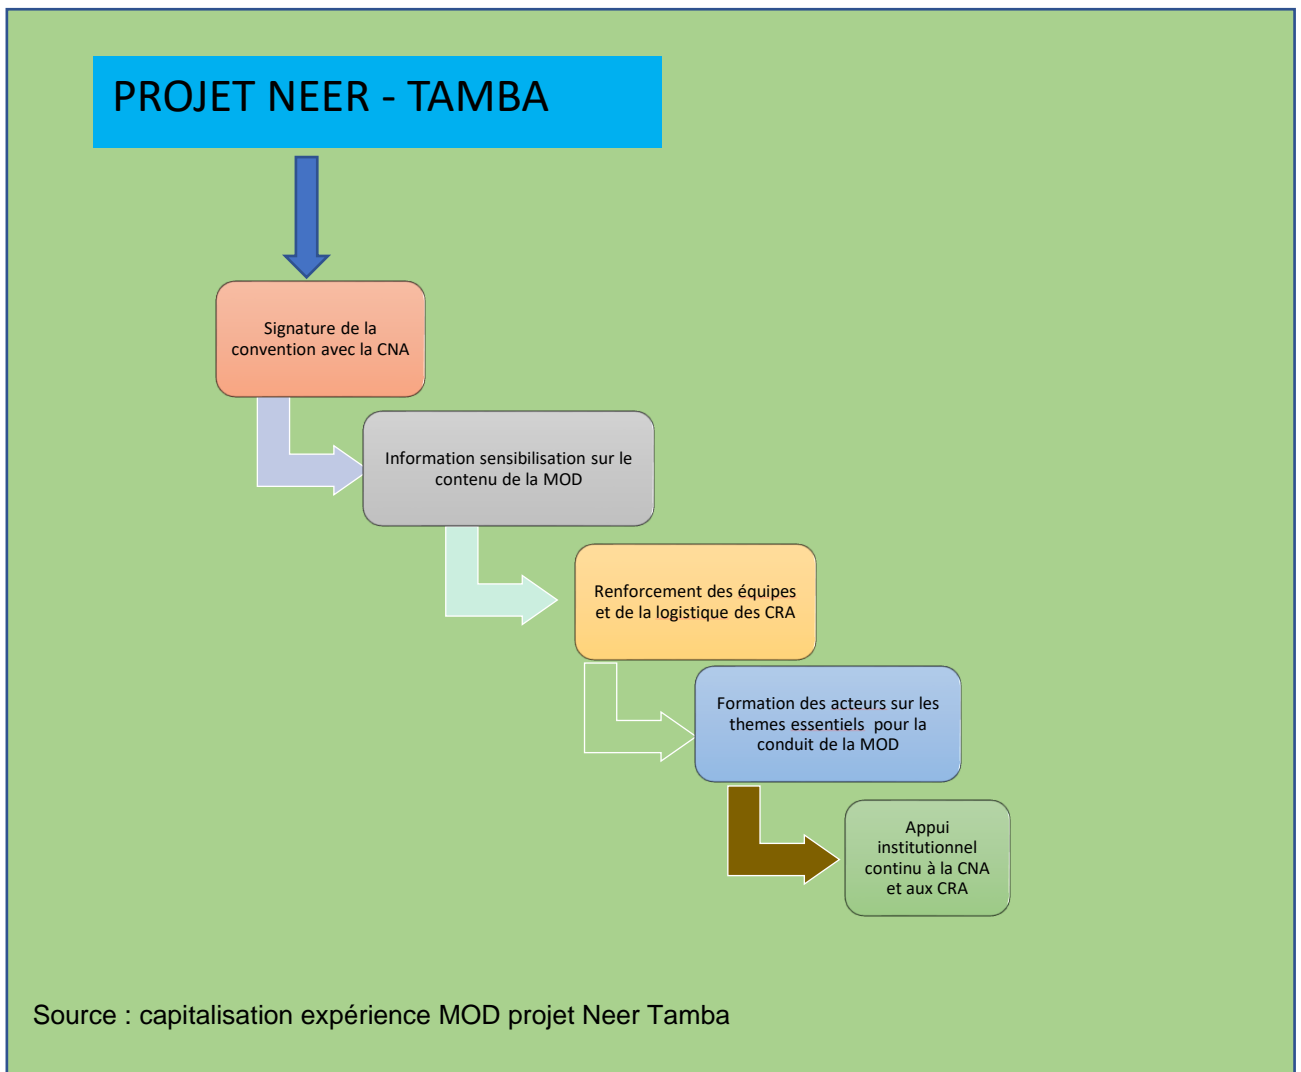 PROJET NEER - TAMBA
Signature de la
convention avec la CNA
Information sensibilisation sur le
contenu de la MOD
Renforcement des équipes
et de la logistique des CRA
Formation des acteurs sur les
themes essentiels pour la
conduit de la MOD
Appui
institutionnel
continu à la CNA
et aux CRA
Source : capitalisation expérience MOD projet Neer Tamba